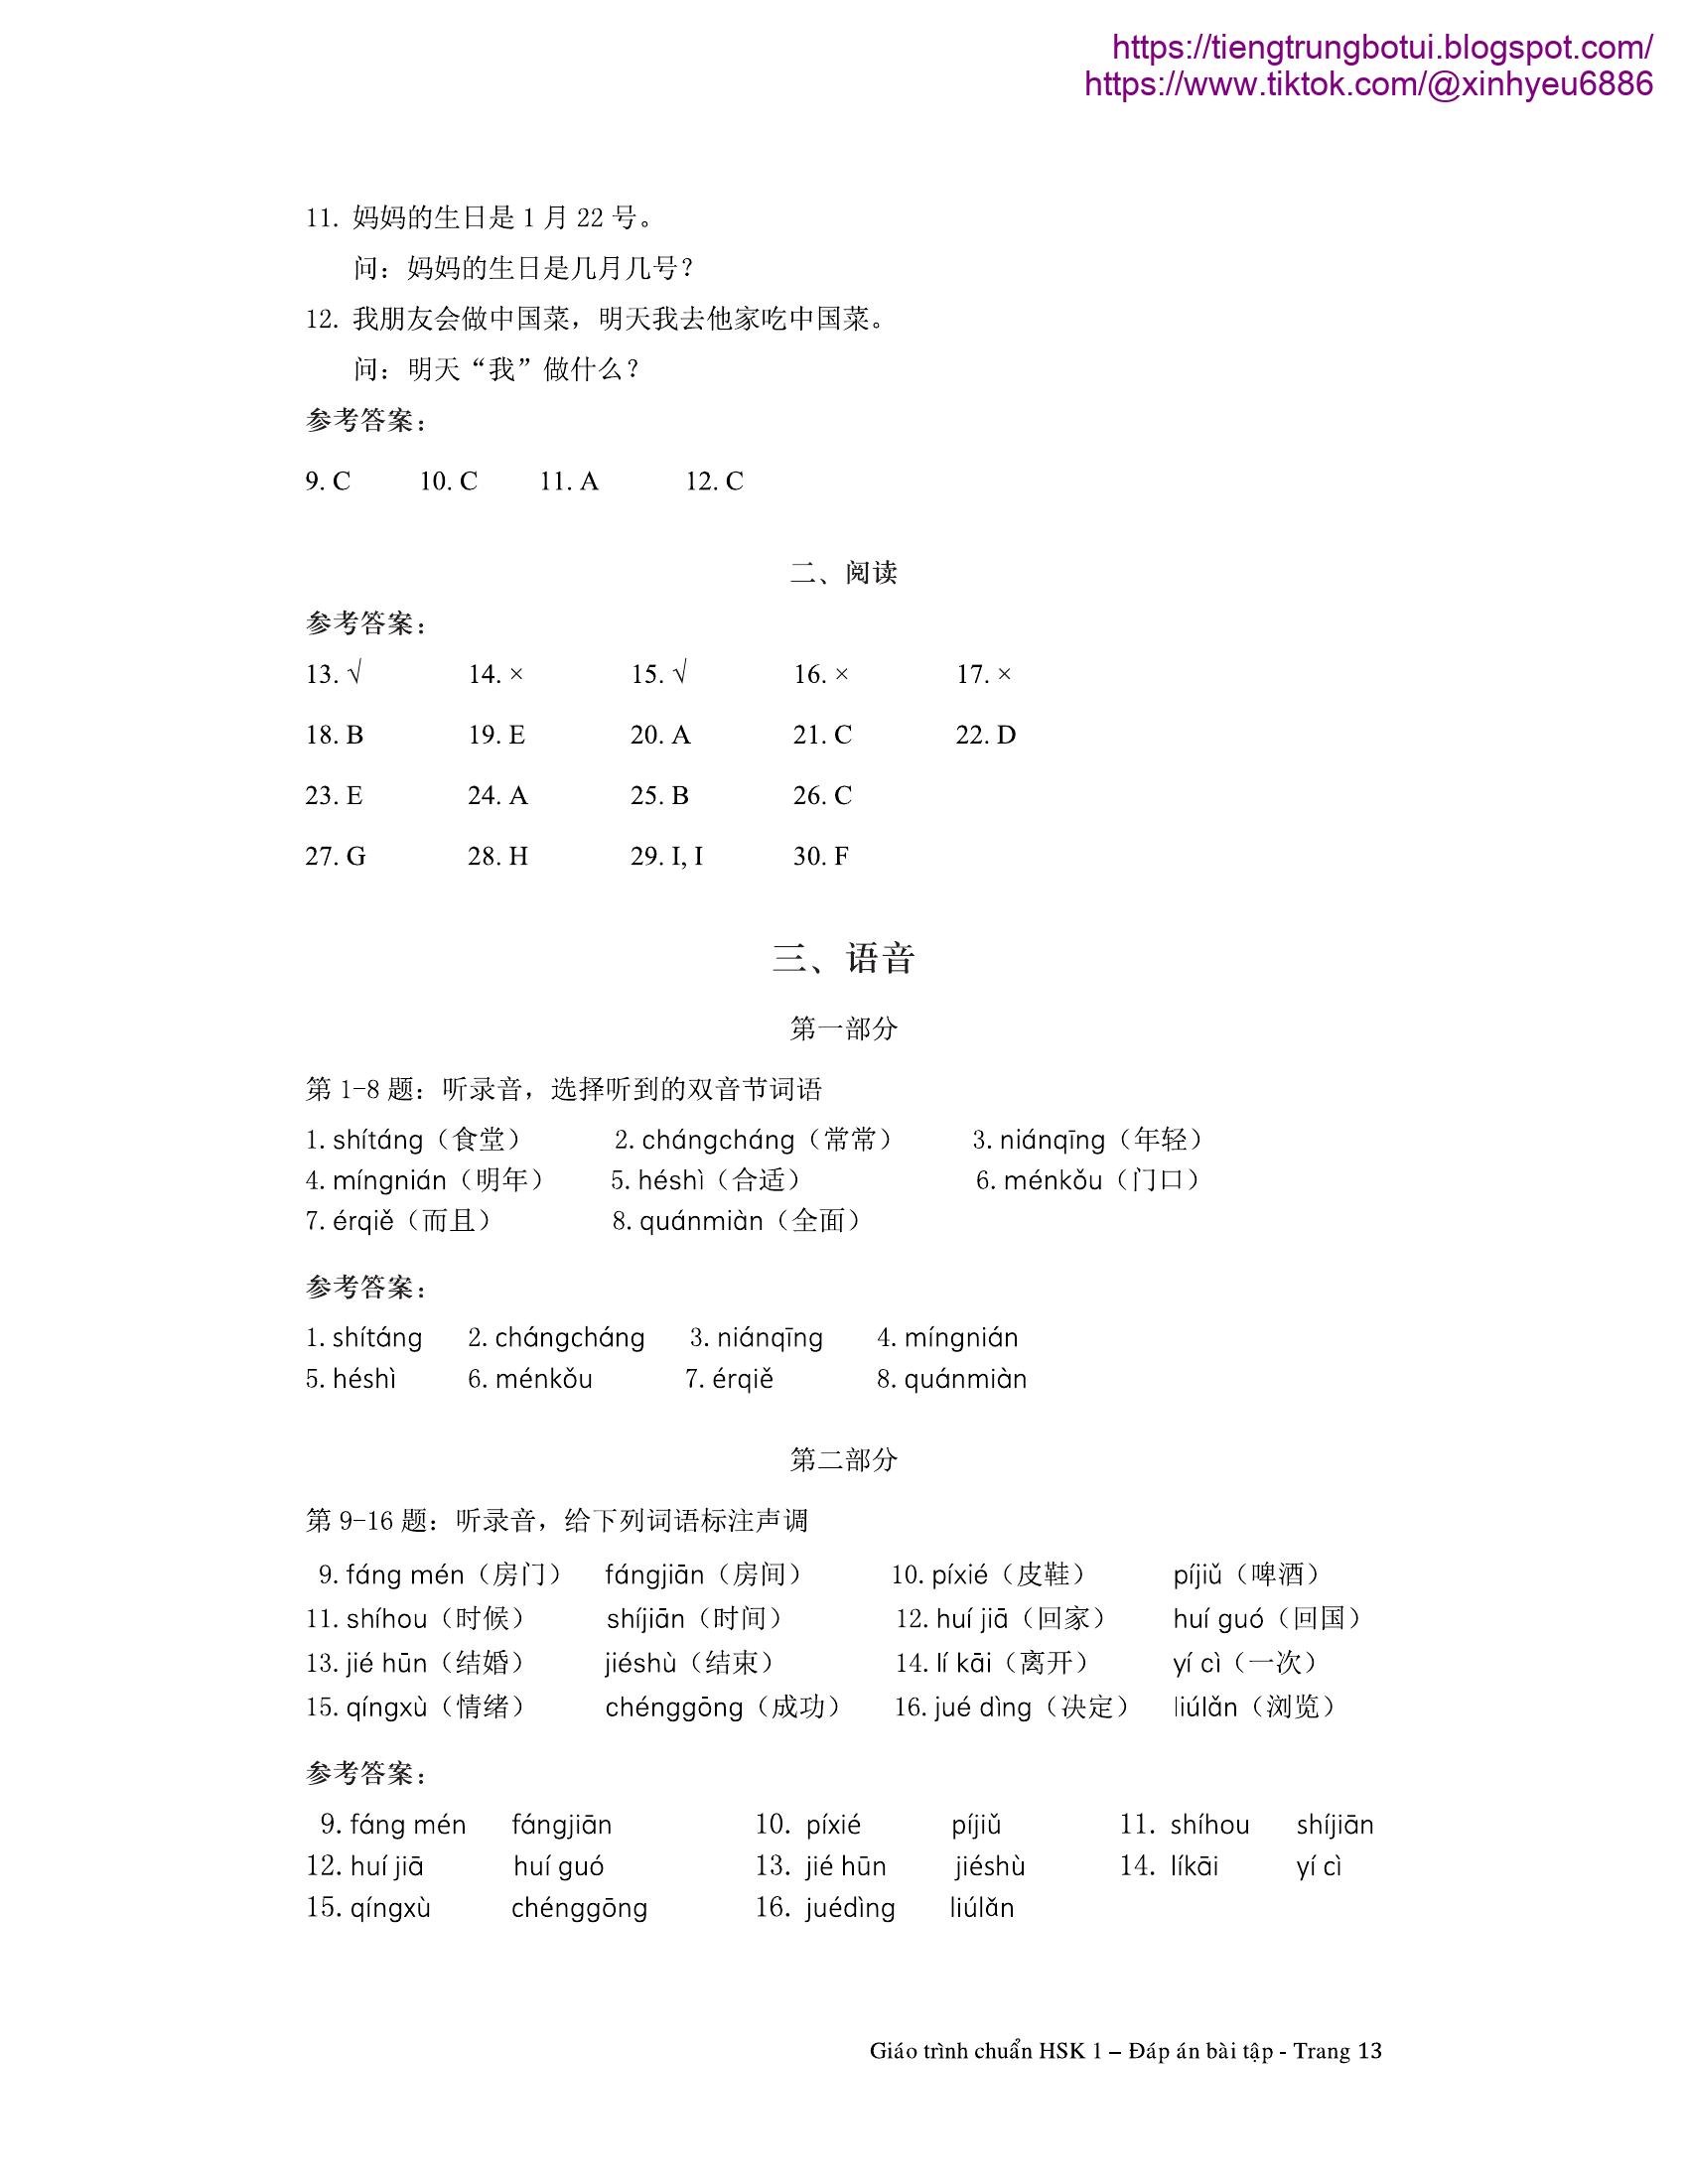 https://tiengtrungbotui.blogspot.com/
https://www.tiktok.com/@xinhyeu6886
11. 妈妈的生日是 1 月 22 号。
问：妈妈的生日是几月几号？
12. 我朋友会做中国菜，明天我去他家吃中国菜。
问：明天“我”做什么？
参考答案：
9. C 10. C 11. A 12. C
二、阅读
参考答案：
13. √ 14. × 15. √ 16. × 17. ×
18. B 19. E 20. A 21. C 22. D
23. E 24. A 25. B 26. C
27. G 28. H 29. I, I 30. F
三、语音
第一部分
第 1-8 题：听录音，选择听到的双音节词语
1. shítáng（食堂） 2. chángcháng（常常） 3. niánqīng（年轻）
4. míngnián（明年） 5. héshì（合适） 6. ménkǒu（门口）
7. érqiě（而且） 8. quánmiàn（全面）
参考答案：
1. shítáng 2. chángcháng 3. niánqīng 4. míngnián
5. héshì 6. ménkǒu 7. érqiě 8. quánmiàn
第二部分
第 9-16 题：听录音，给下列词语标注声调
9. fáng mén（房门） fángjiān（房间） 10. píxié（皮鞋） píjiǔ（啤酒）
11. shíhou（时候） shíjiān（时间） 12. huí jiā（回家） huí guó（回国）
13. jié hūn（结婚） jiéshù（结束） 14. lí kāi（离开） yí cì（一次）
15. qíngxù（情绪） chénggōng（成功） 16. jué dìng（决定） liúlǎn（浏览）
参考答案：
9. fáng mén fángjiān 10. píxié píjiǔ 11. shíhou shíjiān
12. huí jiā huí guó 13. jié hūn jiéshù 14. líkāi yí cì
15. qíngxù chénggōng 16. juédìng liúlǎn
Giáo trình chuẩn HSK 1 – Đáp án bài tập - Trang 13